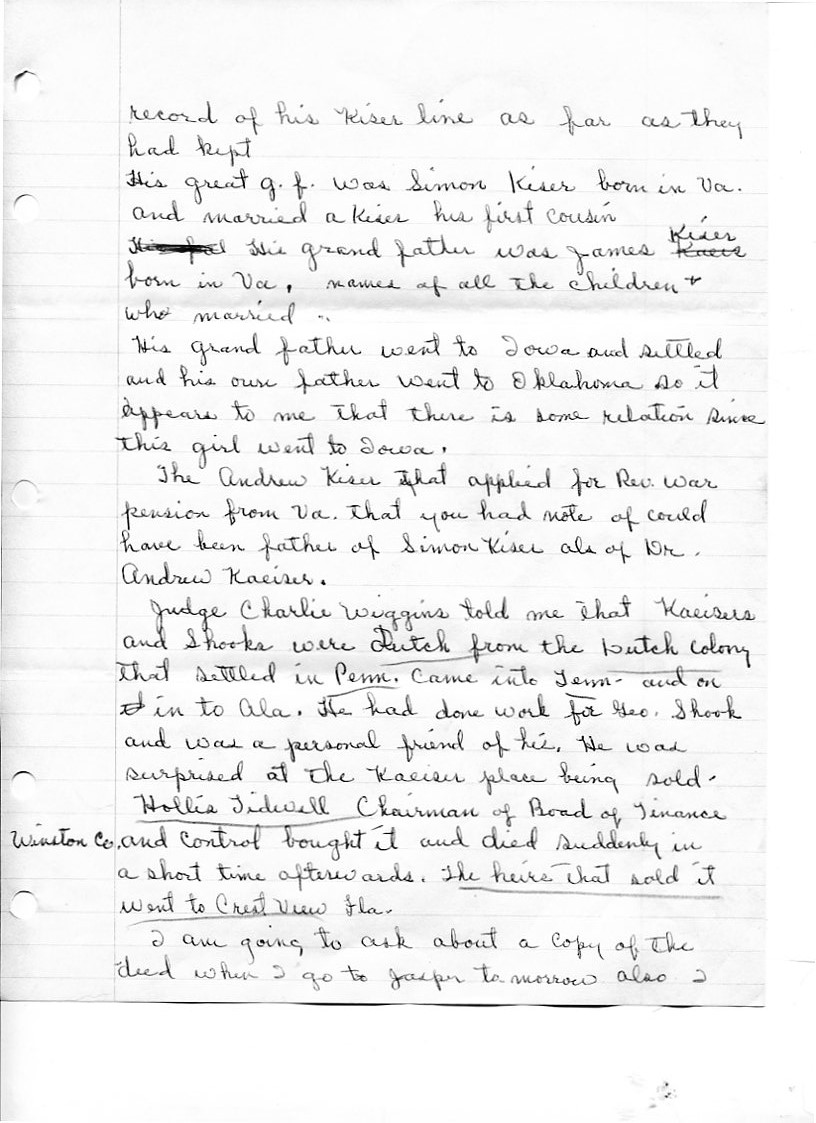 record of his Kiser line as far as they
had kept
His great g. f. was Simon Kiser born in Va.
and married a Kiser his first cousin
Kiser
His grand father was James
born in Va, names of all the children +
who married ..
His grand father went to Iowa and settled
and his own father went to Oklahoma so it
appears to me that there is some relation since
this girl went to Iowa.
The Andrew Kiser that applied for Rev. War
pension from Va. that you had note of could
have been father of Simon Kiser als of Dr.
Andrew Kaeiser.
Judge Charlie Wiggins told me that Kaeisers
and Shooks were Dutch from the Dutch Colony
that settled in Penn. Came into Tenn- and on
in to Ala. He had done work for Geo. Shook
and was a personal friend of his. He was
surprised at the Kaeiser place being sold.
Hollis Tidwell Chairman of Boad of Finance
Winston Co. and Control bought it and died suddenly in
a short time afterwards. The heirs that sold it
went to Crest View Fla.
I am going to ask about a copy of the
deed when I go to Jasper tomorrow also I